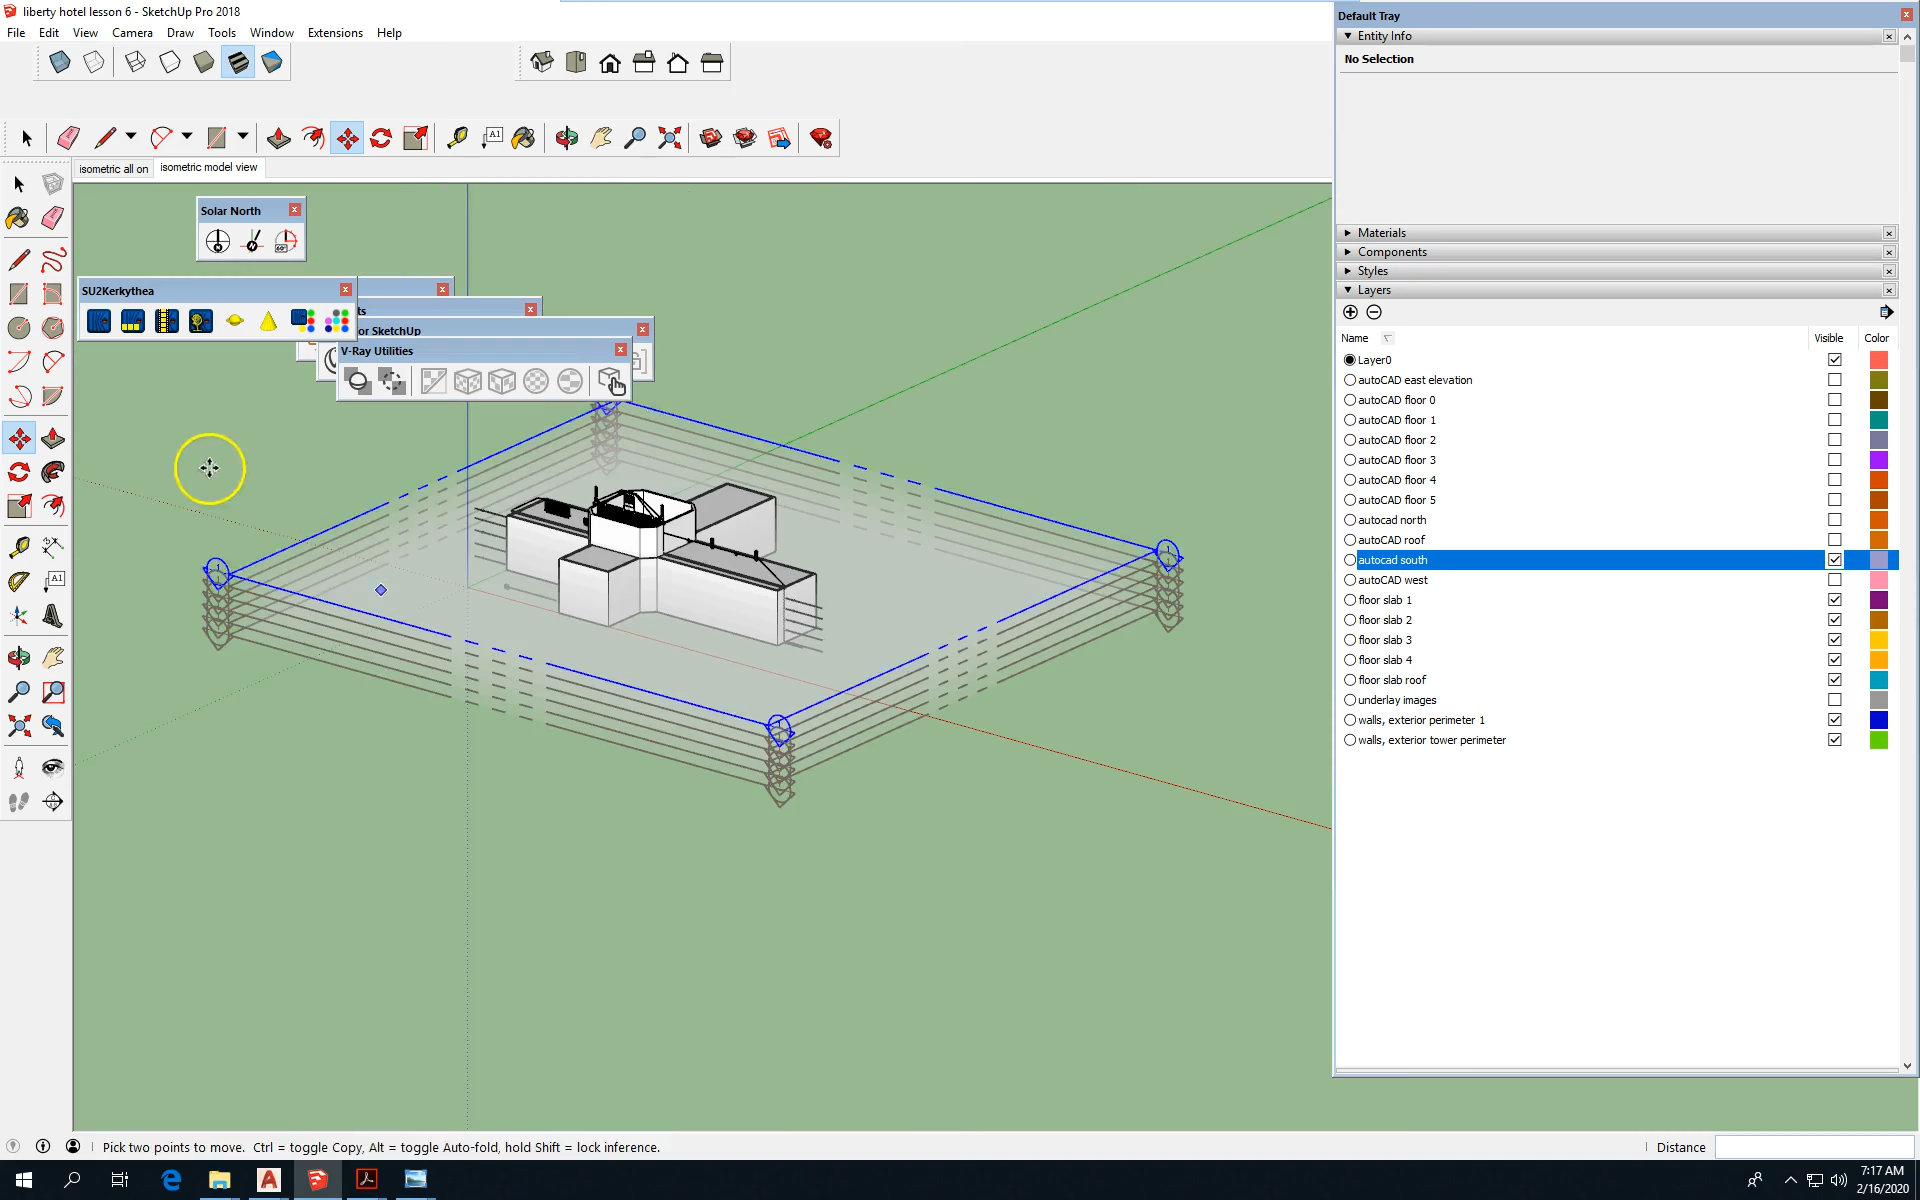 liberty hotel lesson 6 - SketchUp Pro 2018
File Edit View Camera Draw Tools Window Extensions Help
isometric all on isometric model view
Solar North
SU2Kerkythea
ts
or SketchUp
V-Ray Utilities
A1
A1
1
1
1
Default Tray
Entity Info
No Selection
Materials
Components
Styles
Layers
Name Visible Color
Layer0
autoCAD east elevation
autoCAD floor 0
autoCAD floor 1
autoCAD floor 2
autoCAD floor 3
autoCAD floor 4
autoCAD floor 5
autocad north
autoCAD roof
autocad south
autoCAD west
floor slab 1
floor slab 2
floor slab 3
floor slab 4
floor slab roof
underlay images
walls, exterior perimeter 1
walls, exterior tower perimeter
Pick two points to move. Ctrl = toggle Copy, Alt = toggle Auto-fold, hold Shift = lock inference.
Distance
7:17 AM
2/16/2020